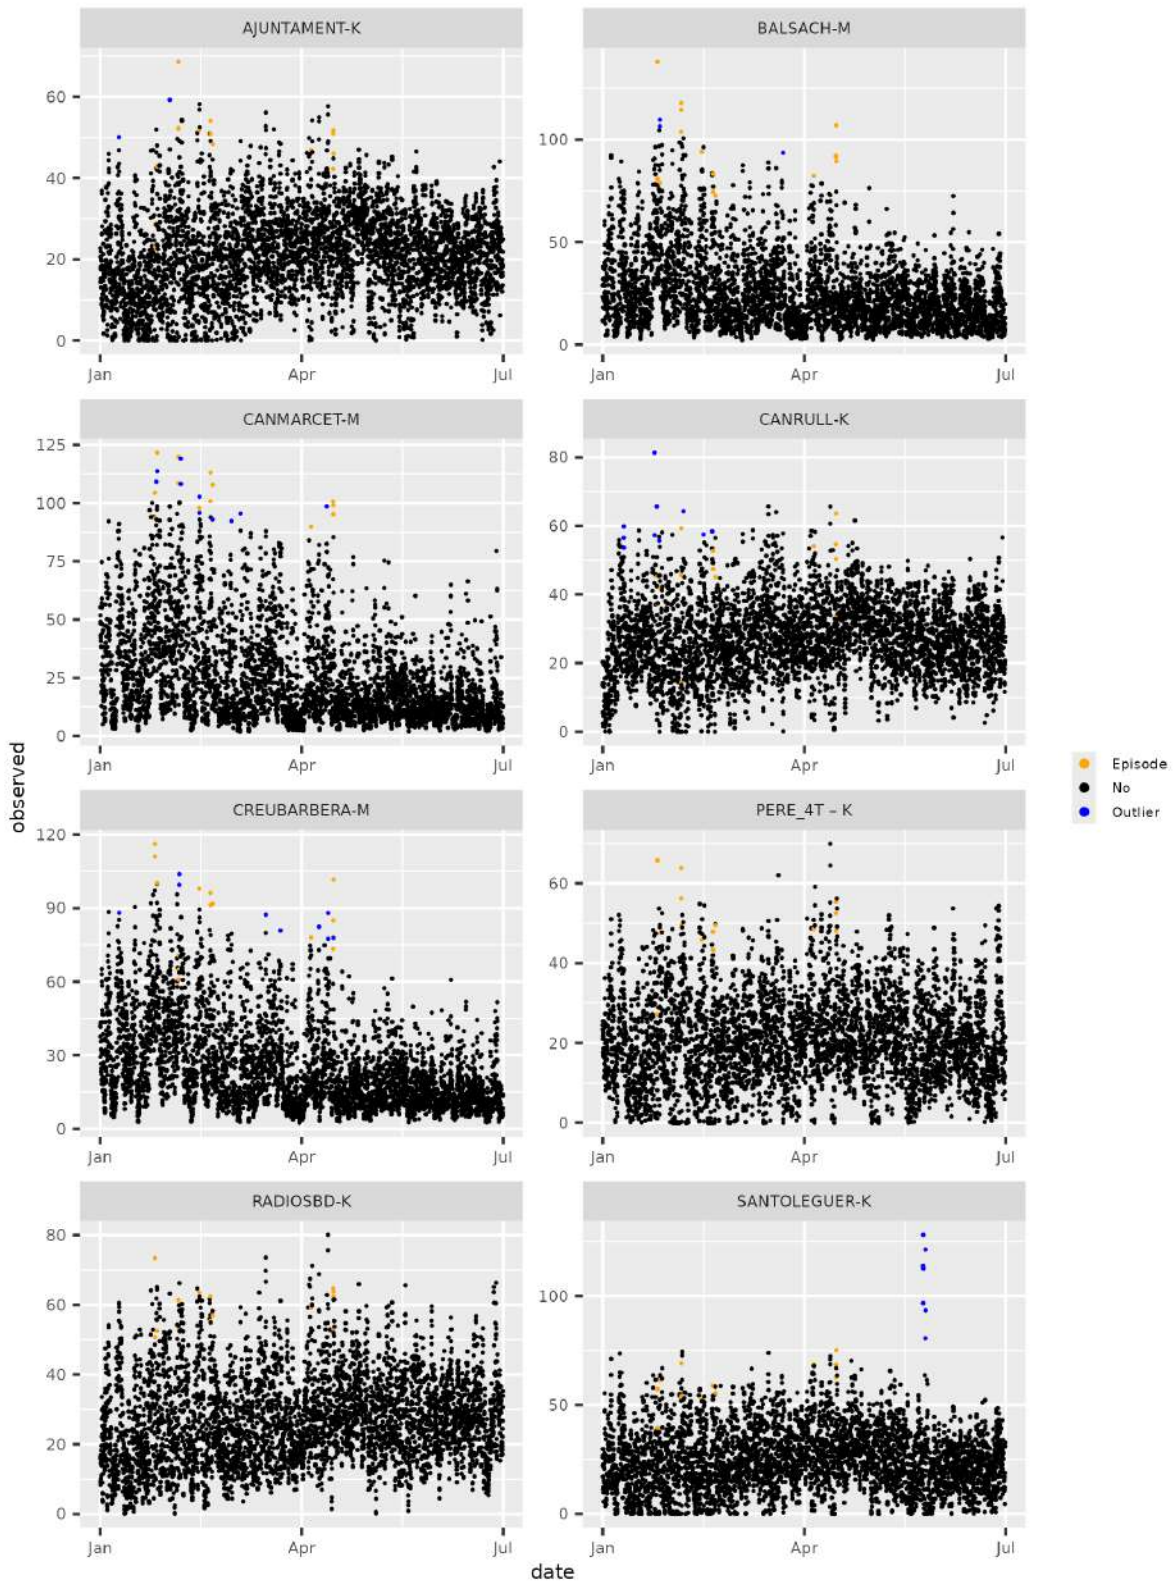 AJUNTAMENT-K
BALSACH-M
60
40
20
0
Jan
Apr
Jul
100
50
0
Jan
Apr
Jul
CANMARCET-M
CANRULL-K
125
100
75
50
25
0
Jan
Apr
Jul
80
60
40
20
0
Jan
Apr
Jul
observed
CREUBARBERA-M
PERE_4T – K
120
90
60
30
0
Jan
Apr
Jul
60
40
20
0
Jan
Apr
Jul
RADIOSBD-K
SANTOLEGUER-K
80
60
40
20
0
Jan
Apr
Jul
100
50
0
Jan
Apr
Jul
date
Episode
No
Outlier